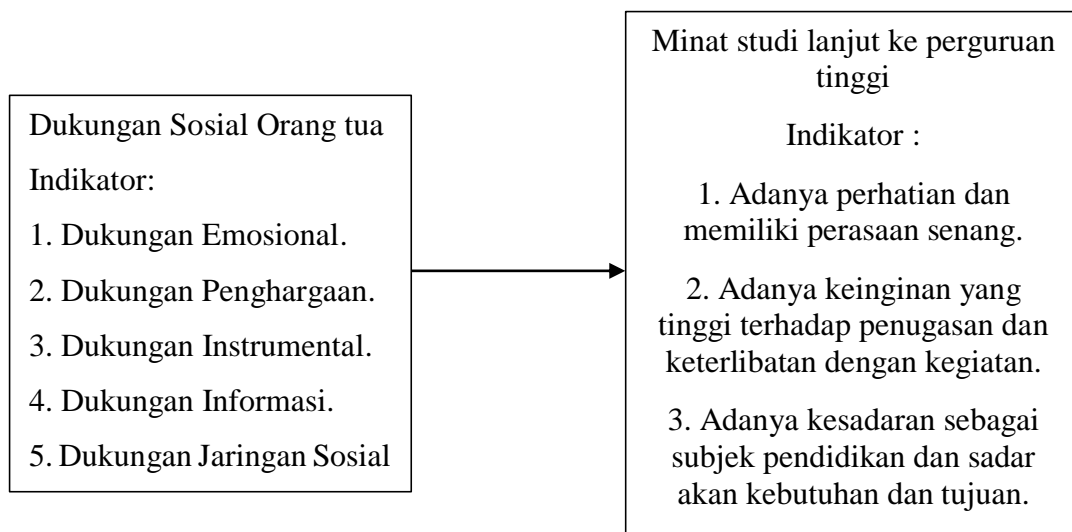 Dukungan Sosial Orang tua
Indikator:
1. Dukungan Emosional.
2. Dukungan Penghargaan.
3. Dukungan Instrumental.
4. Dukungan Informasi.
5. Dukungan Jaringan Sosial
Minat studi lanjut ke perguruan
tinggi
Indikator :
1. Adanya perhatian dan
memiliki perasaan senang.
2. Adanya keinginan yang
tinggi terhadap penugasan dan
keterlibatan dengan kegiatan.
3. Adanya kesadaran sebagai
subjek pendidikan dan sadar
akan kebutuhan dan tujuan.